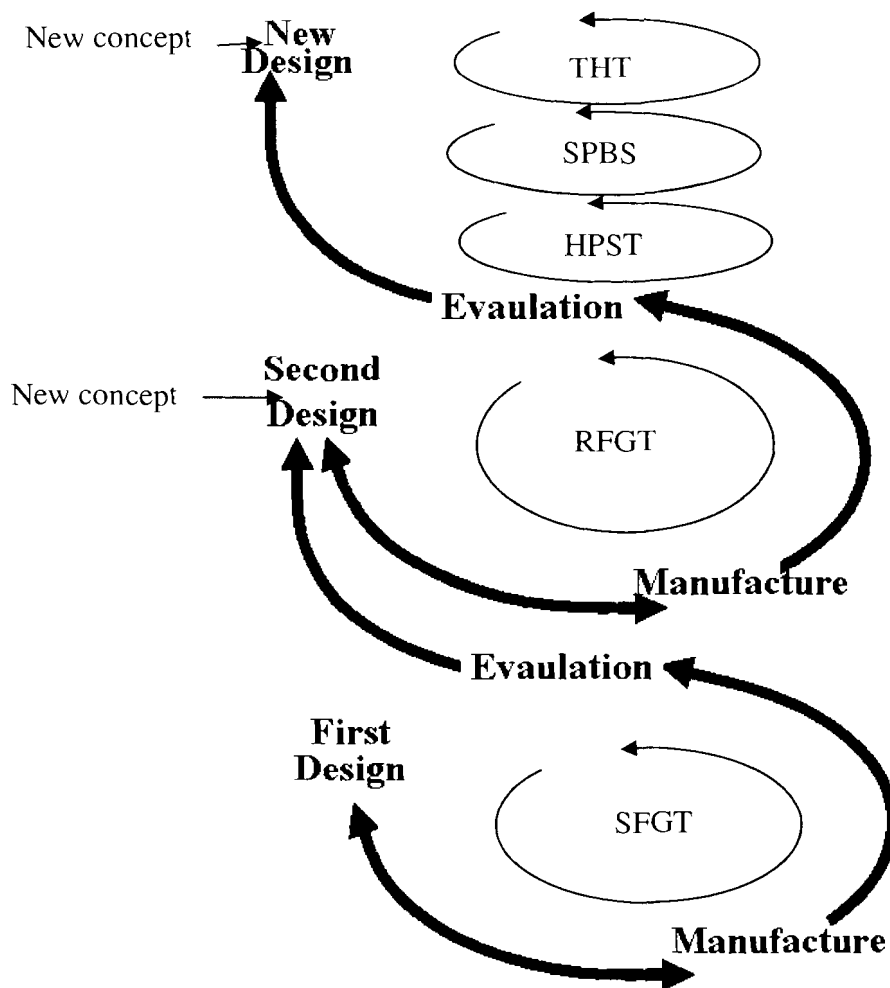 New concept
New
Design
THT
SPBS
HPST
Evaulation
Second
Design
New concept
RFGT
Manufacture
Evaulation
First
Design
SFGT
Manufacture